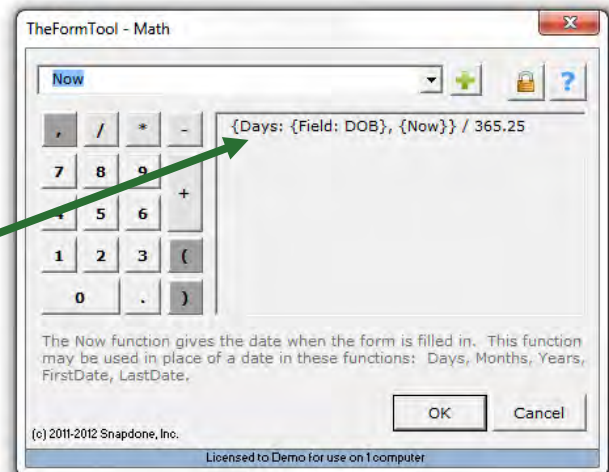 TheFormTool - Math
Now
?
, / * -
{Days: {Field: DOB}, {Now}} / 365.25
7 8 9
+
5 6
1 2 3 (
0 . )
The Now function gives the date when the form is filled in. This function
may be used in place of a date in these functions: Days, Months, Years,
FirstDate, LastDate.
OK Cancel
(c) 2011-2012 Snapdone, Inc.
Licensed to Demo for use on 1 computer